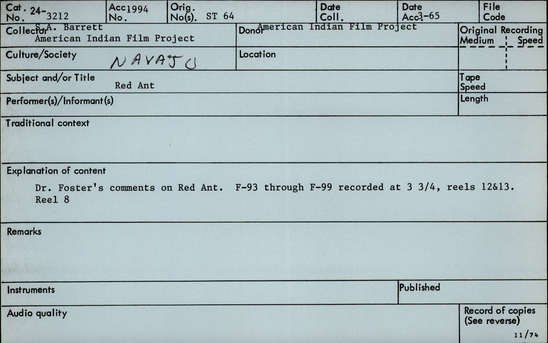 Cat. No. 24-3212 Acc No. 1994 Orig. No(s). ST 64 Date Coll. Date Acc. 1-65 File Code
Collector S.A. Barrett Donor American Indian Film Project Original Recording
American Indian Film Project Medium Speed
Culture/Society NAVAJO Location
Subject and/or Title Tape Speed
Red Ant
Performer(s)/Informant(s) Length
Traditional context
Explanation of content
Dr. Foster's comments on Red Ant. F-93 through F-99 recorded at 3 3/4, reels 12&13.
Reel 8
Remarks
Instruments Published
Audio quality Record of copies
(See reverse)
11/74